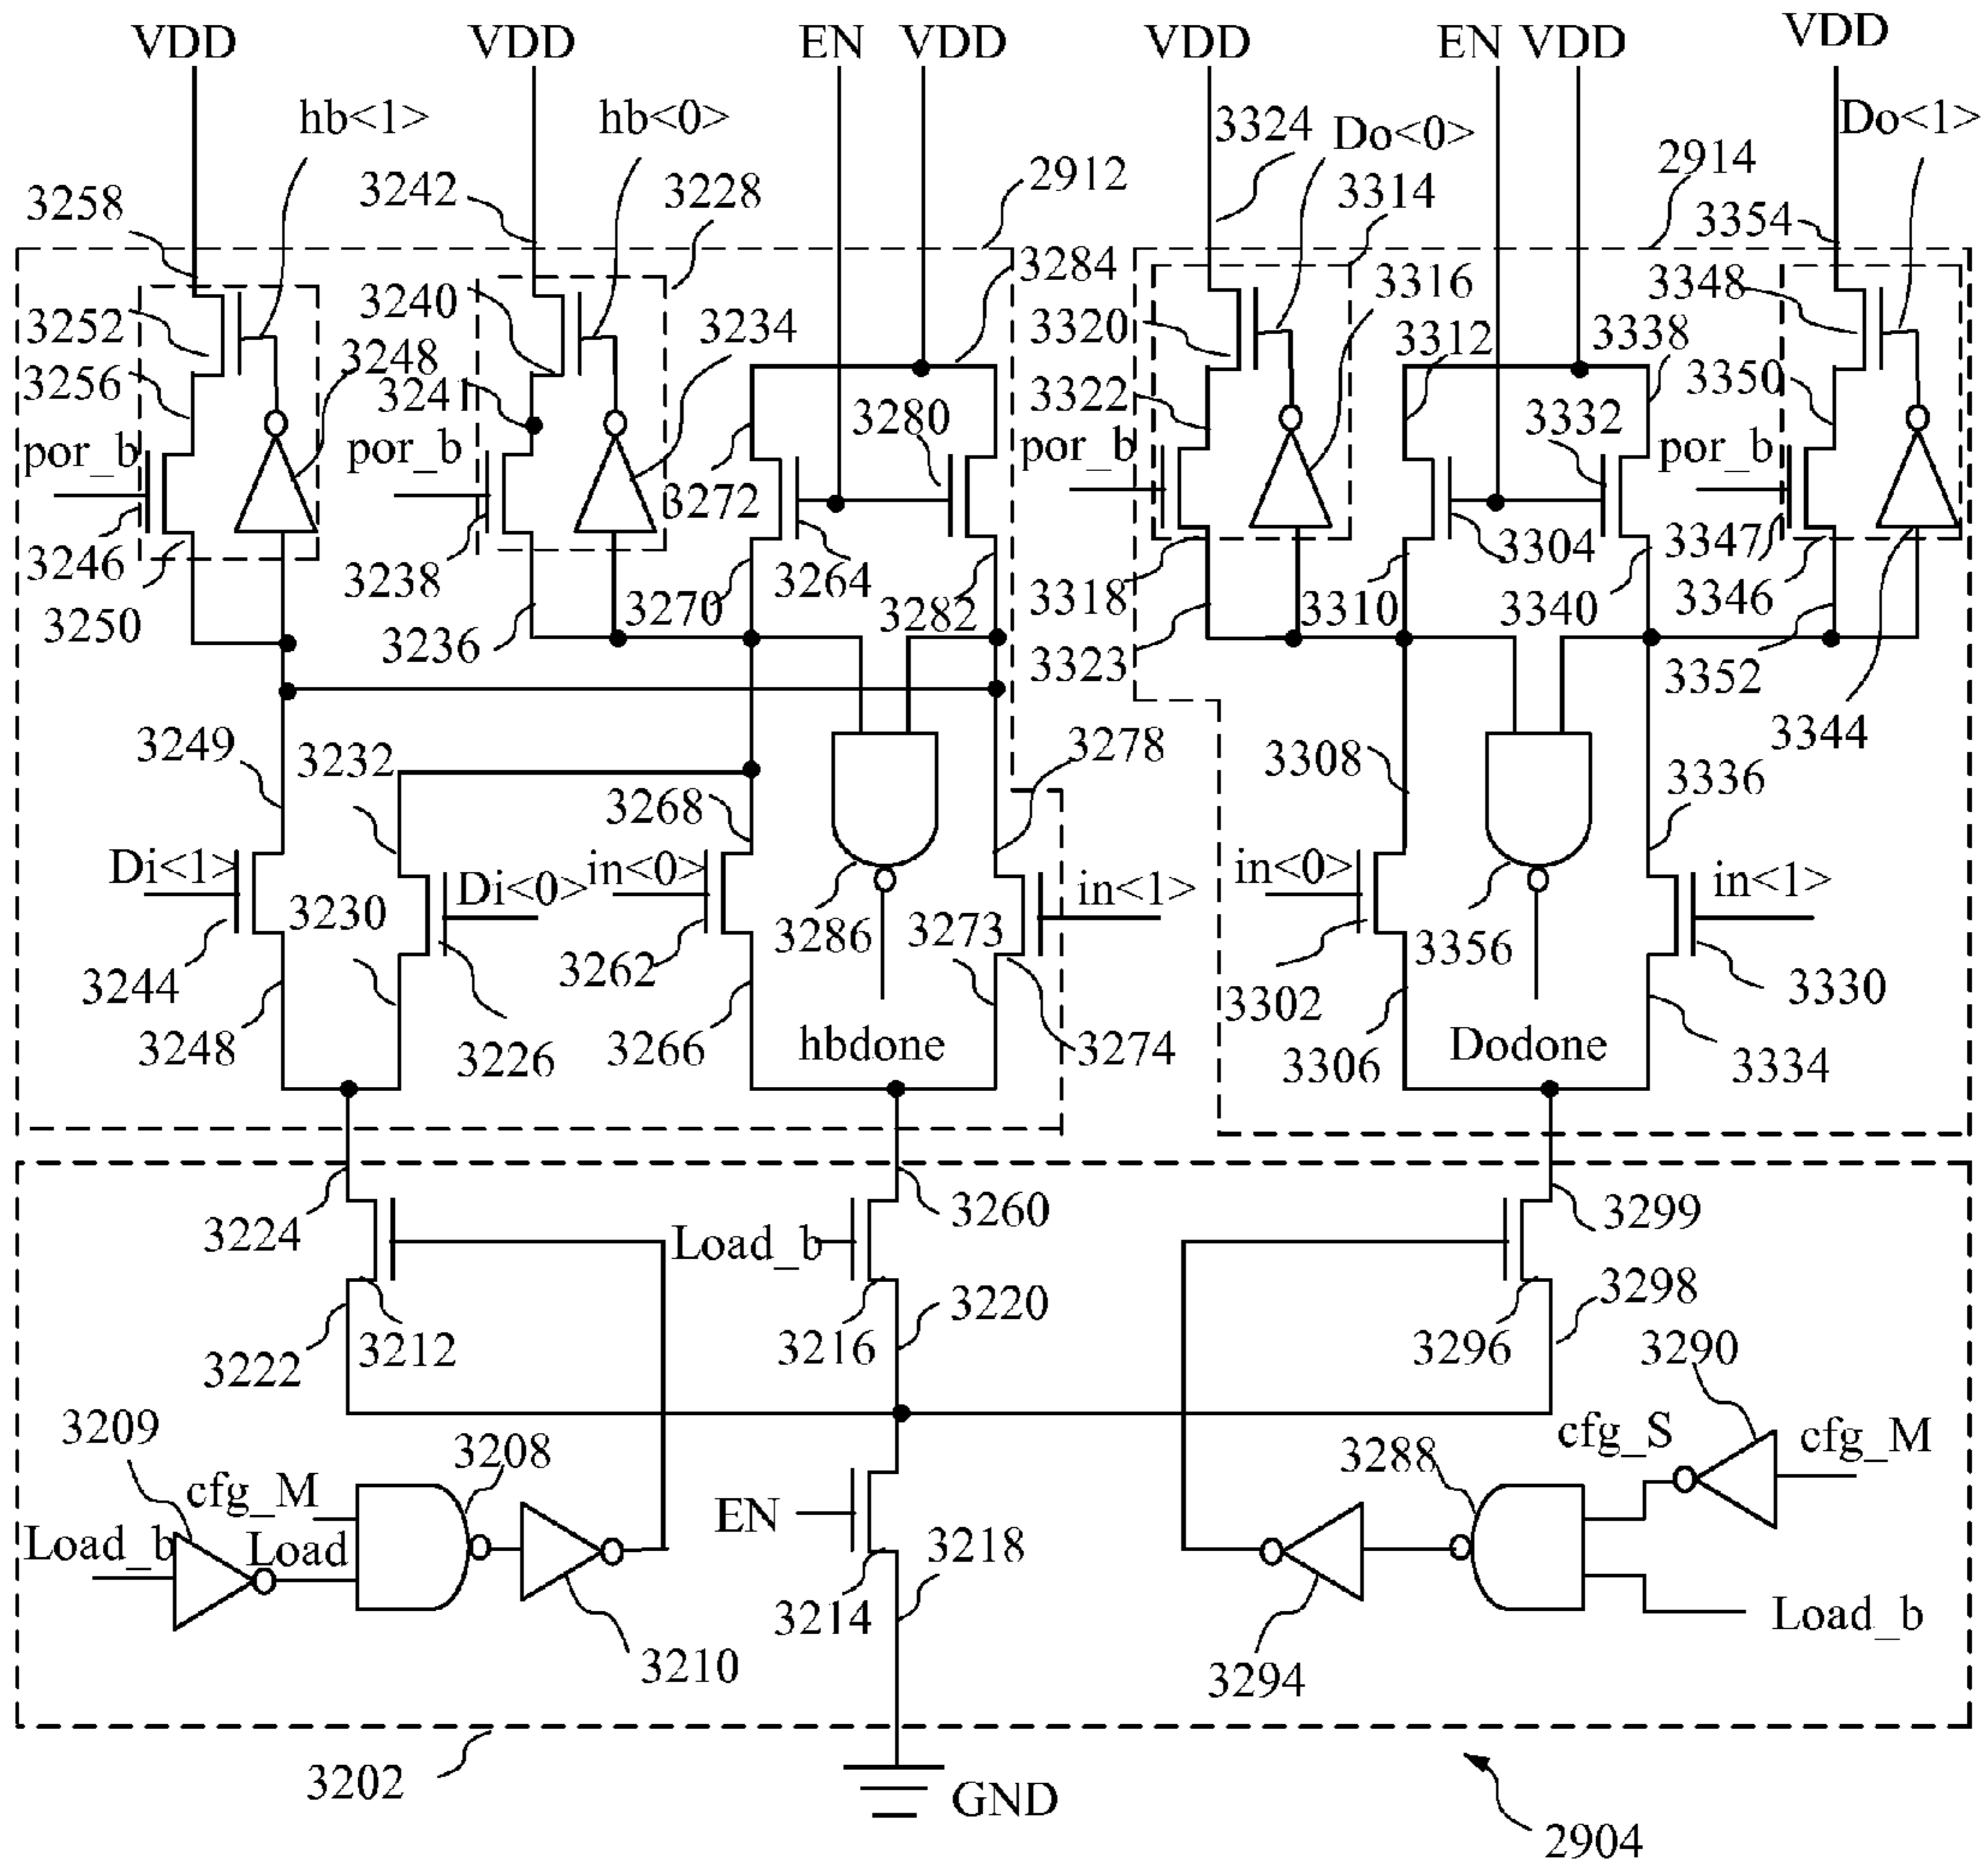 VDD VDD EN VDD VDD EN VDD VDD
hb<1> hb<0> 3324 Do<0> Do<1>
3258 3242 3228 2912 3314 2914 3354
3252 3240 3234 3284 3320 3316 3312 3338 3348
3256 3248 3241 3280 3322 3332 3350
por_b por_b 3272 por_b por_b
3246 3238 3264 3304 3347
3250 3236 3270 3282 3318 3310 3340 3346
3323 3352
3249 3232 3278 3308 3344
3268 3336
Di<1> 3230 Di<0> in<0> in<1> in<0> in<1>
3244 3262 3286 3273 3302 3356 3330
3248 3226 3266 hbdone 3274 3306 Dodone 3334
3224 Load_b 3260 3299
3222 3212 3216 3220 3296 3298
3209 3208 3288 cfg_S 3290 cfg_M
cfg_M EN
Load_b Load 3218
3214 Load_b
3210 3294
3202 GND
2904